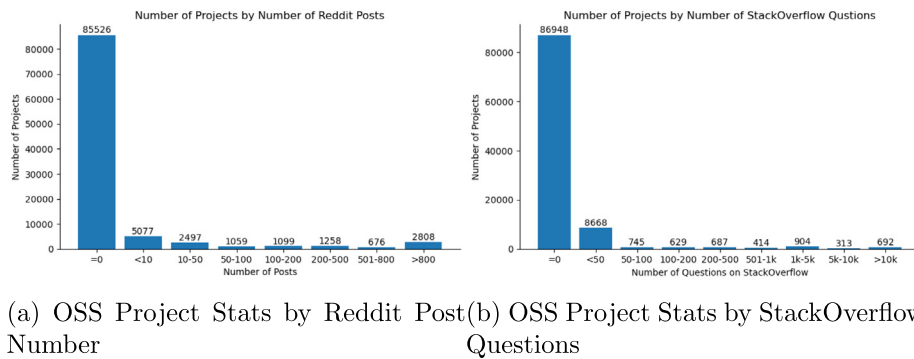 Number of Projects by Number of Reddit Posts
85526
80000
70000
60000
50000
40000
30000
20000
10000
0
Number of Projects
5077
2497
1059
1099
1258
676
2808
=0 <10 10-50 50-100 100-200 200-500 501-800 >800
Number of Posts
Number of Projects by Number of StackOverflow Qustions
86948
80000
60000
40000
20000
0
Number of Projects
8668
745
629
687
414
904
313
692
=0 <50 50-100 100-200 200-500 501-1k 1k-5k 5k-10k >10k
Number of Questions on StackOverflow
(a) OSS Project Stats by Reddit Post
Number
(b) OSS Project Stats by StackOverflow
Questions